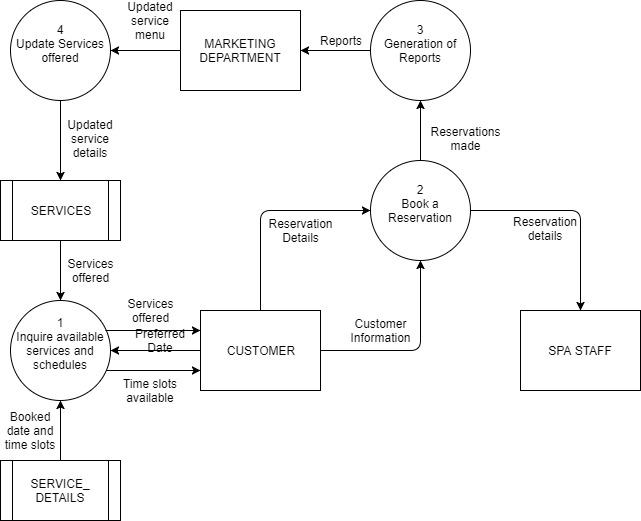 4
Update Services
offered
Updated
service
menu
MARKETING
DEPARTMENT
Reports
3
Generation of
Reports
Updated
service
details
Reservations
made
SERVICES
2
Book a
Reservation
Reservation
Details
Reservation
details
Services
offered
1
Inquire available
services and
schedules
Services
offered
Preferred
Date
Time slots
available
CUSTOMER
Customer
Information
SPA STAFF
Booked
date and
time slots
SERVICE_
DETAILS